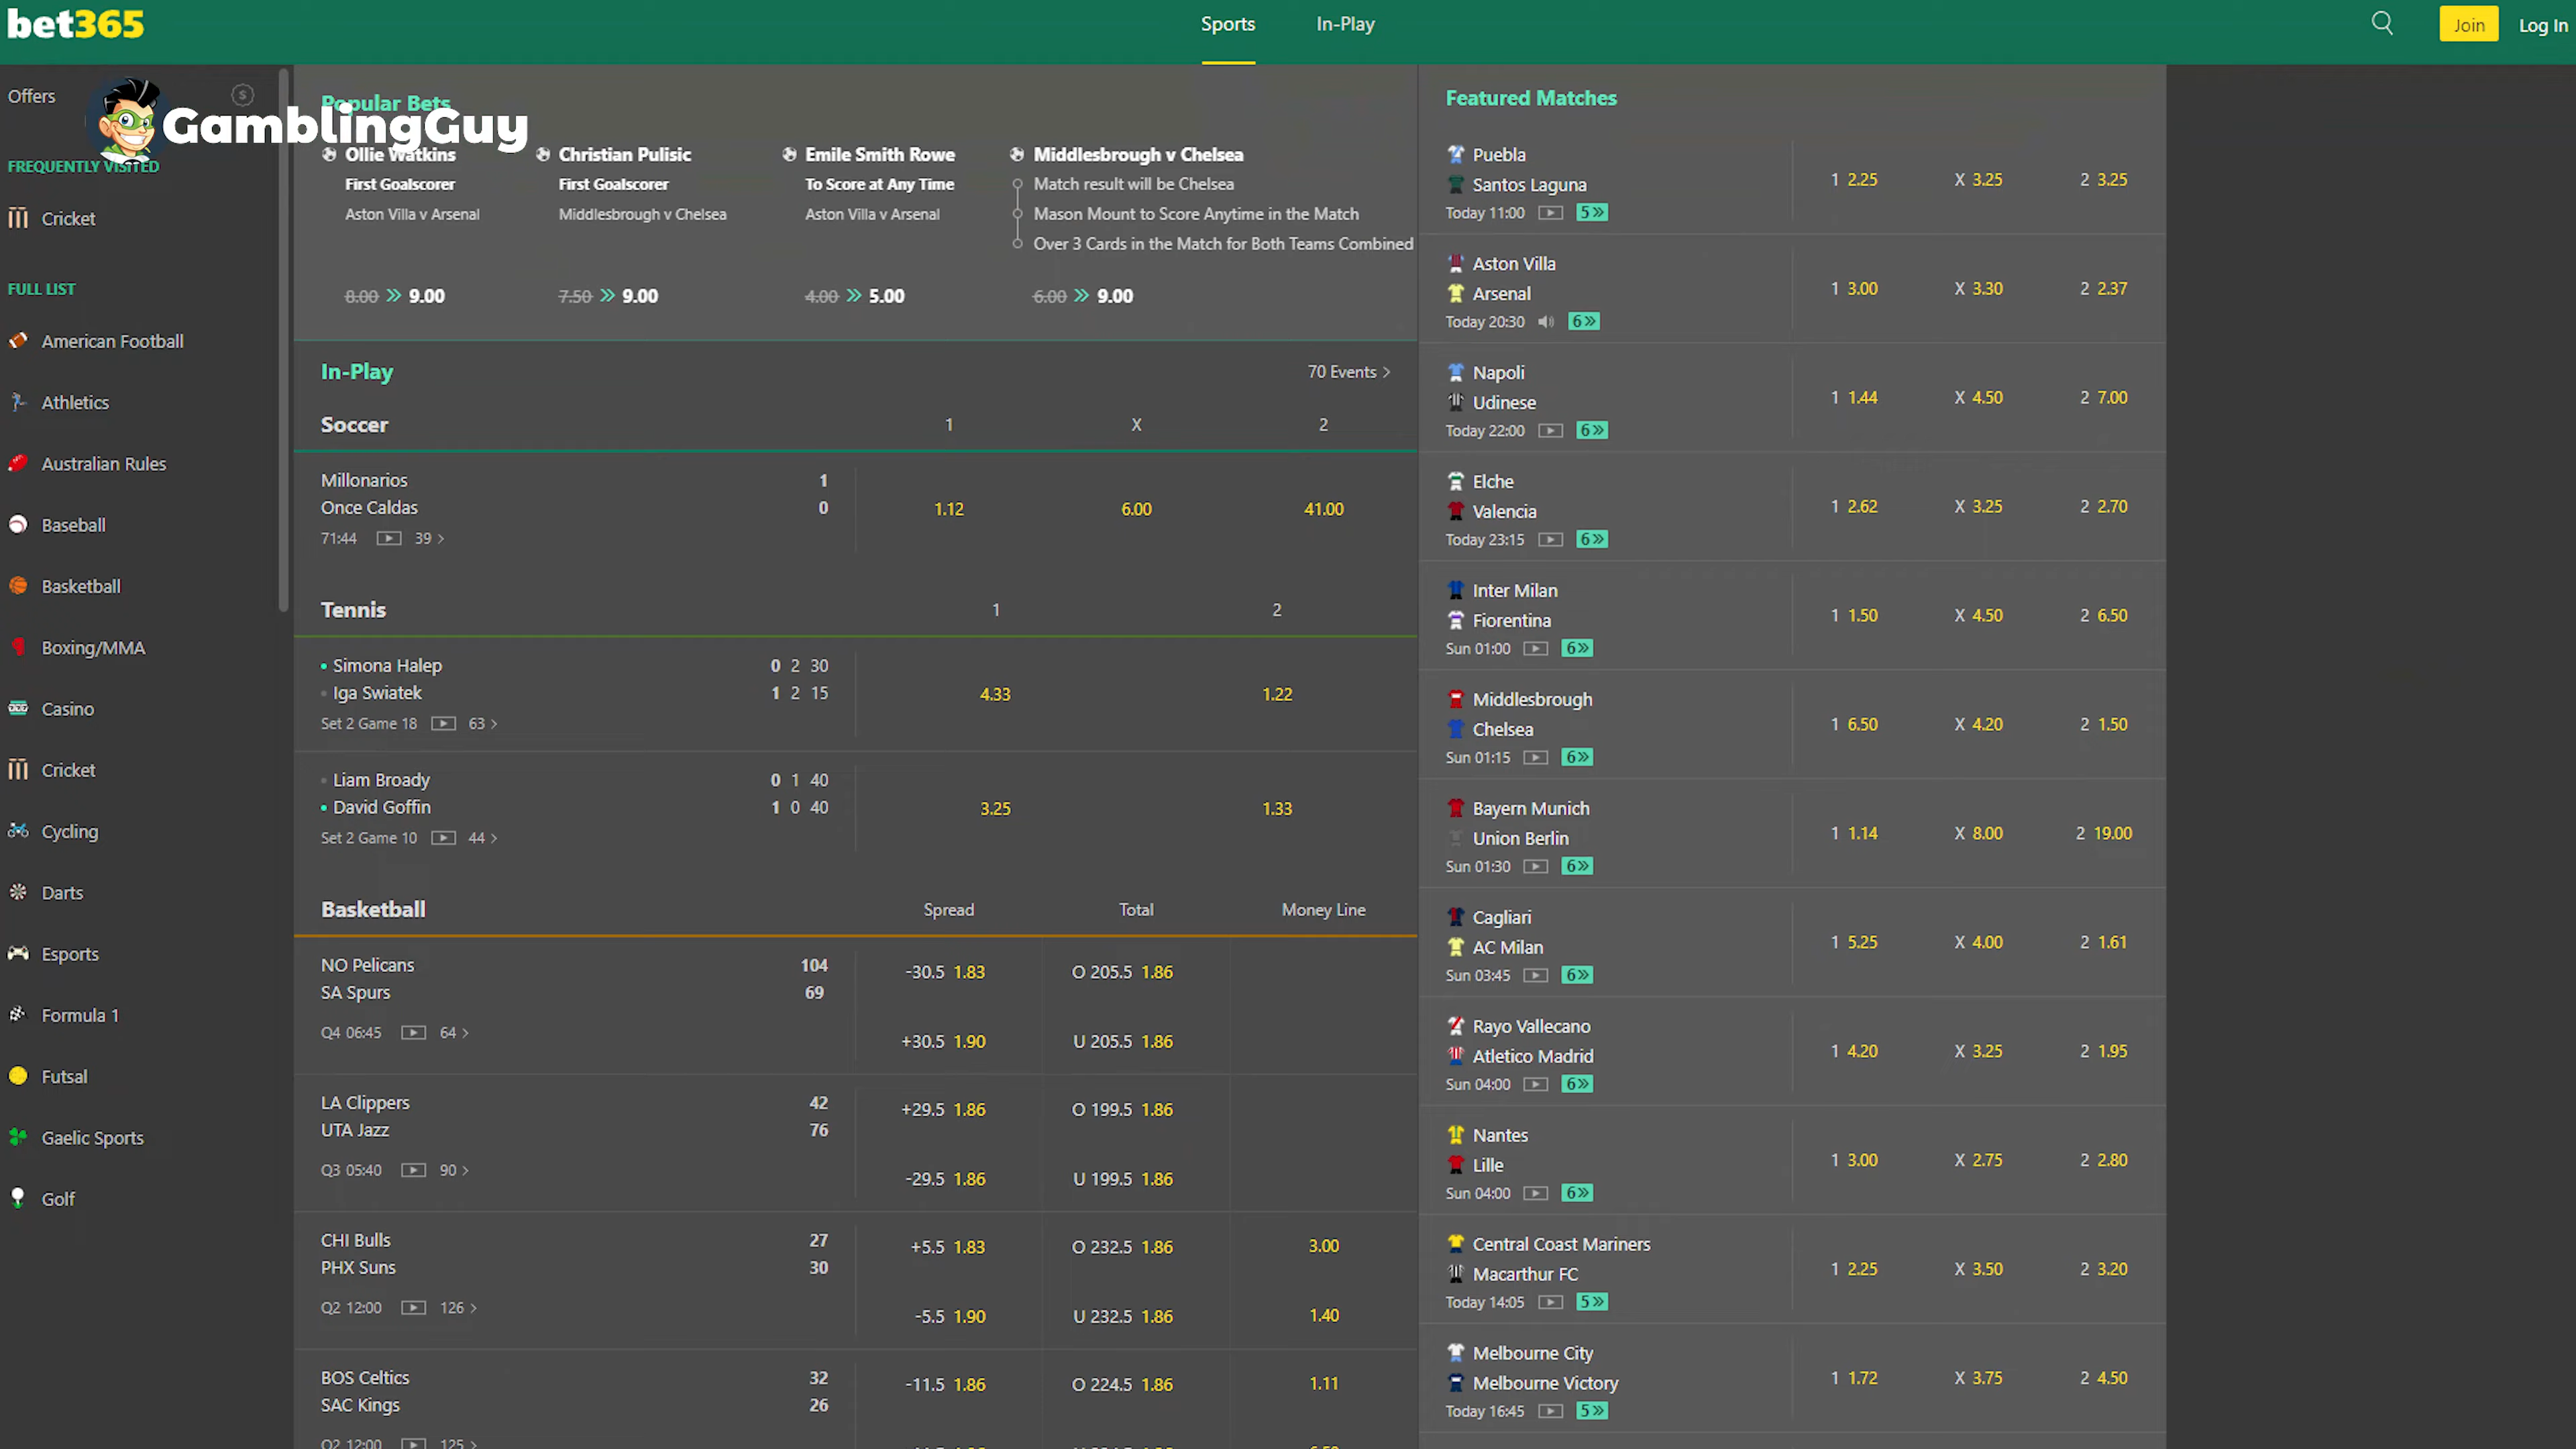 bet365
Sports
In-Play
Join
Log In
GamblingGuy
Offers
FREQUENTLY VISITED
Cricket
FULL LIST
American Football
Athletics
Australian Rules
Baseball
Basketball
Boxing/MMA
Casino
Cricket
Cycling
Darts
Esports
Formula 1
Futsal
Gaelic Sports
Golf
Popular Bets
Ollie Watkins
First Goalscorer
Aston Villa v Arsenal
8.00 » 9.00
Christian Pulisic
First Goalscorer
Middlesbrough v Chelsea
7.50 » 9.00
Emile Smith Rowe
To Score at Any Time
Aston Villa v Arsenal
4.00 » 5.00
Middlesbrough v Chelsea
Match result will be Chelsea
Mason Mount to Score Anytime in the Match
Over 3 Cards in the Match for Both Teams Combined
6.00 » 9.00
In-Play 70 Events >
Soccer 1 X 2
Millonarios 1
Once Caldas 0
1.12 6.00 41.00
71:44 39 >
Tennis 1 2
Simona Halep 0 2 30
Iga Swiatek 1 2 15
4.33 1.22
Set 2 Game 18 63 >
Liam Broady 0 1 40
David Goffin 1 0 40
3.25 1.33
Set 2 Game 10 44 >
Basketball Spread Total Money Line
NO Pelicans 104
SA Spurs 69
-30.5 1.83 O 205.5 1.86
Q4 06:45 64 >
+30.5 1.90 U 205.5 1.86
LA Clippers 42
UTA Jazz 76
+29.5 1.86 O 199.5 1.86
Q3 05:40 90 >
-29.5 1.86 U 199.5 1.86
CHI Bulls 27
PHX Suns 30
+5.5 1.83 O 232.5 1.86 3.00
Q2 12:00 126 >
-5.5 1.90 U 232.5 1.86 1.40
BOS Celtics 32
SAC Kings 26
-11.5 1.86 O 224.5 1.86 1.11
Q2 12:00 125 >
Featured Matches
Puebla
Santos Laguna
1 2.25 X 3.25 2 3.25
Today 11:00 5»
Aston Villa
Arsenal
1 3.00 X 3.30 2 2.37
Today 20:30 6»
Napoli
Udinese
1 1.44 X 4.50 2 7.00
Today 22:00 6»
Elche
Valencia
1 2.62 X 3.25 2 2.70
Today 23:15 6»
Inter Milan
Fiorentina
1 1.50 X 4.50 2 6.50
Sun 01:00 6»
Middlesbrough
Chelsea
1 6.50 X 4.20 2 1.50
Sun 01:15 6»
Bayern Munich
Union Berlin
1 1.14 X 8.00 2 19.00
Sun 01:30 6»
Cagliari
AC Milan
1 5.25 X 4.00 2 1.61
Sun 03:45 6»
Rayo Vallecano
Atletico Madrid
1 4.20 X 3.25 2 1.95
Sun 04:00 6»
Nantes
Lille
1 3.00 X 2.75 2 2.80
Sun 04:00 6»
Central Coast Mariners
Macarthur FC
1 2.25 X 3.50 2 3.20
Today 14:05 5»
Melbourne City
Melbourne Victory
1 1.72 X 3.75 2 4.50
Today 16:45 5»